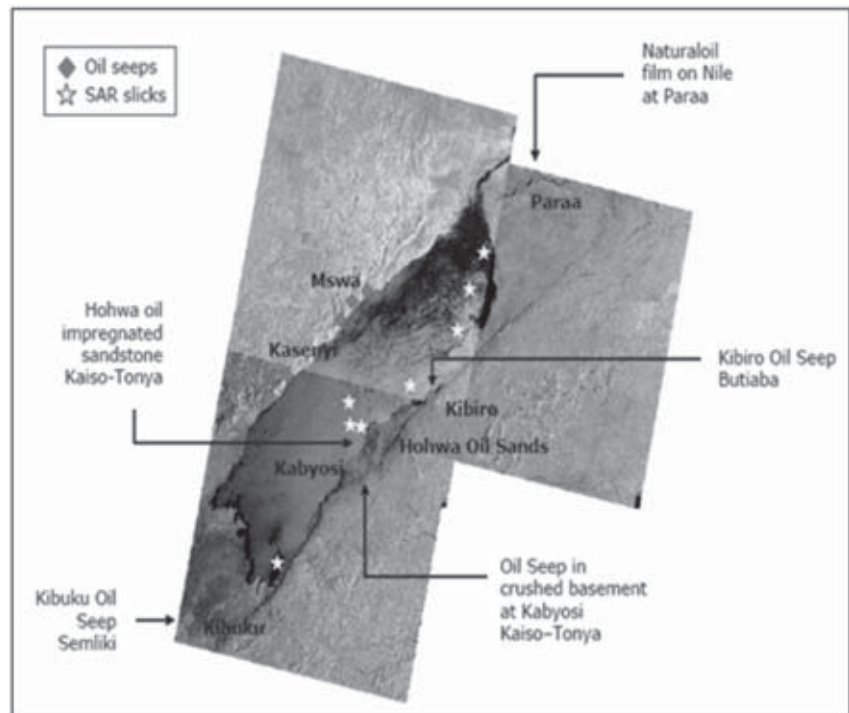 Oil seeps
SAR slicks
Naturaloil
film on Nile
at Paraa
Paraa
Mswa
Hohwa oil
impregnated
sandstone
Kaiso-Tonya
Kasenyi
Kibiro Oil Seep
Butiaba
Kibiro
Hohwa Oil Sands
Kabyosi
Oil Seep in
crushed basement
at Kabyosi
Kaiso-Tonya
Kibuku Oil
Seep
Semliki
Kibuku